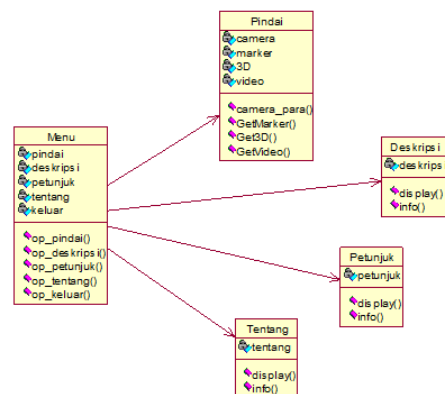 Pindai
camera
marker
3D
video
camera_para()
GetMarker()
Get3D()
GetVideo()
Menu
pindai
deskripsi
petunjuk
tentang
keluar
op_pindai()
op_deskripsi()
op_petunjuk()
op_tentang()
op_keluar()
Deskripsi
deskrips
display()
info()
Petunjuk
petunjuk
display()
info()
Tentang
tentang
display()
info()